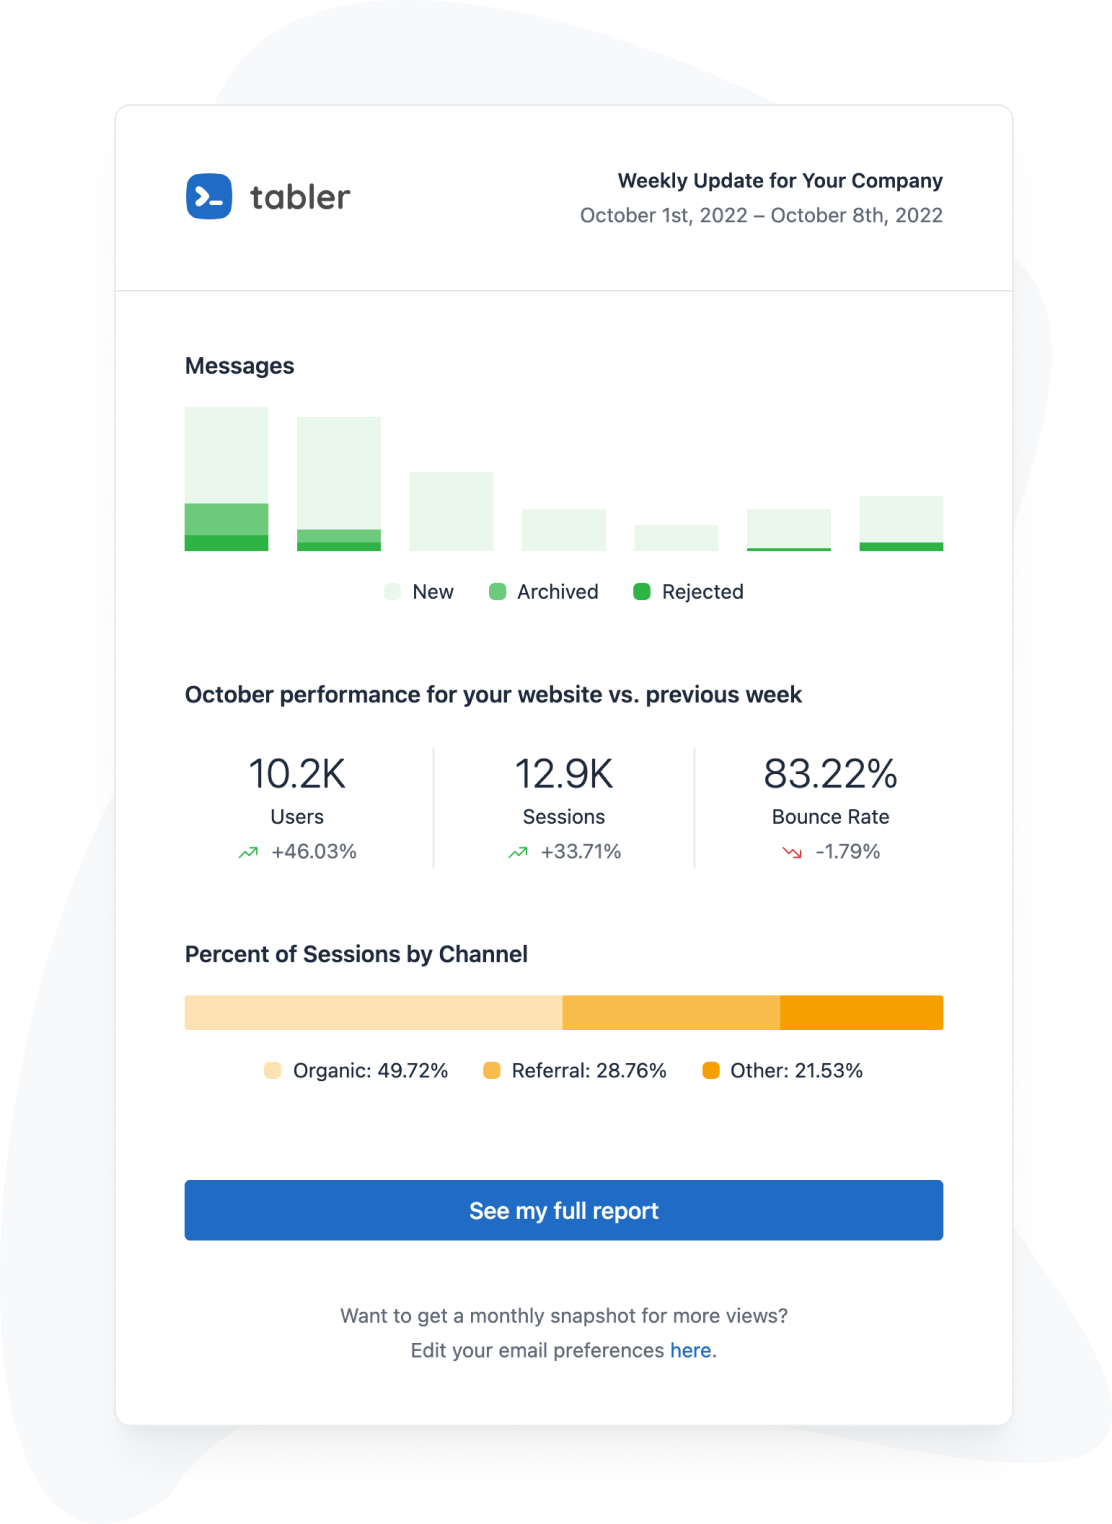 tabler
Weekly Update for Your Company
October 1st, 2022 – October 8th, 2022
Messages
New
Archived
Rejected
October performance for your website vs. previous week
10.2K
Users
+46.03%
12.9K
Sessions
+33.71%
83.22%
Bounce Rate
-1.79%
Percent of Sessions by Channel
Organic: 49.72%
Referral: 28.76%
Other: 21.53%
See my full report
Want to get a monthly snapshot for more views?
Edit your email preferences here.